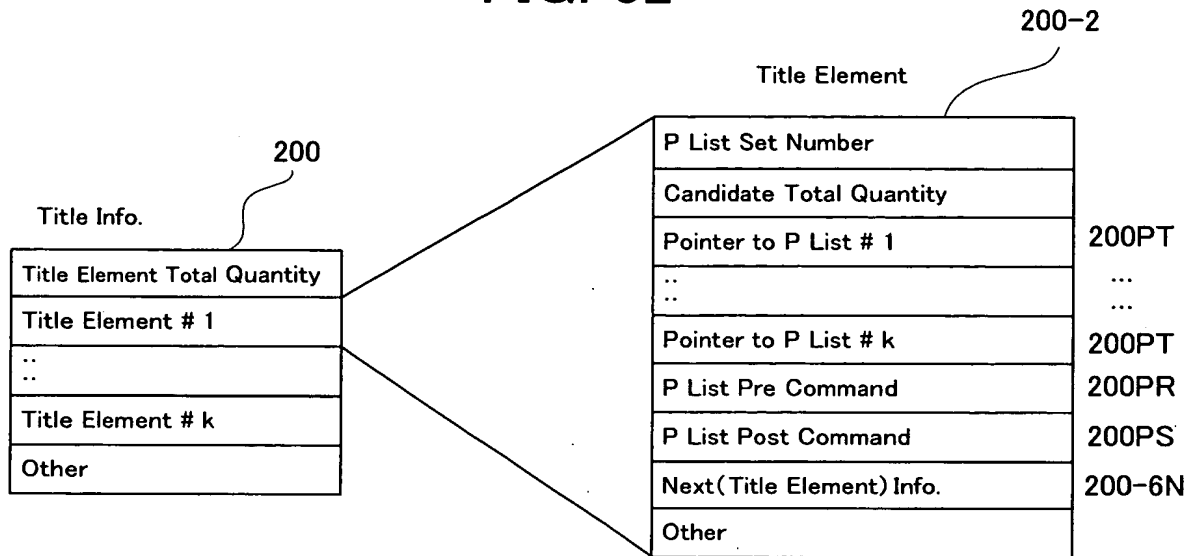 200-2
Title Element
200
Title Info.
Title Element Total Quantity
Title Element # 1
:
:
Title Element # k
Other
P List Set Number
Candidate Total Quantity
Pointer to P List # 1 200PT
:: ...
:: ...
Pointer to P List # k 200PT
P List Pre Command 200PR
P List Post Command 200PS
Next(Title Element)Info. 200-6N
Other